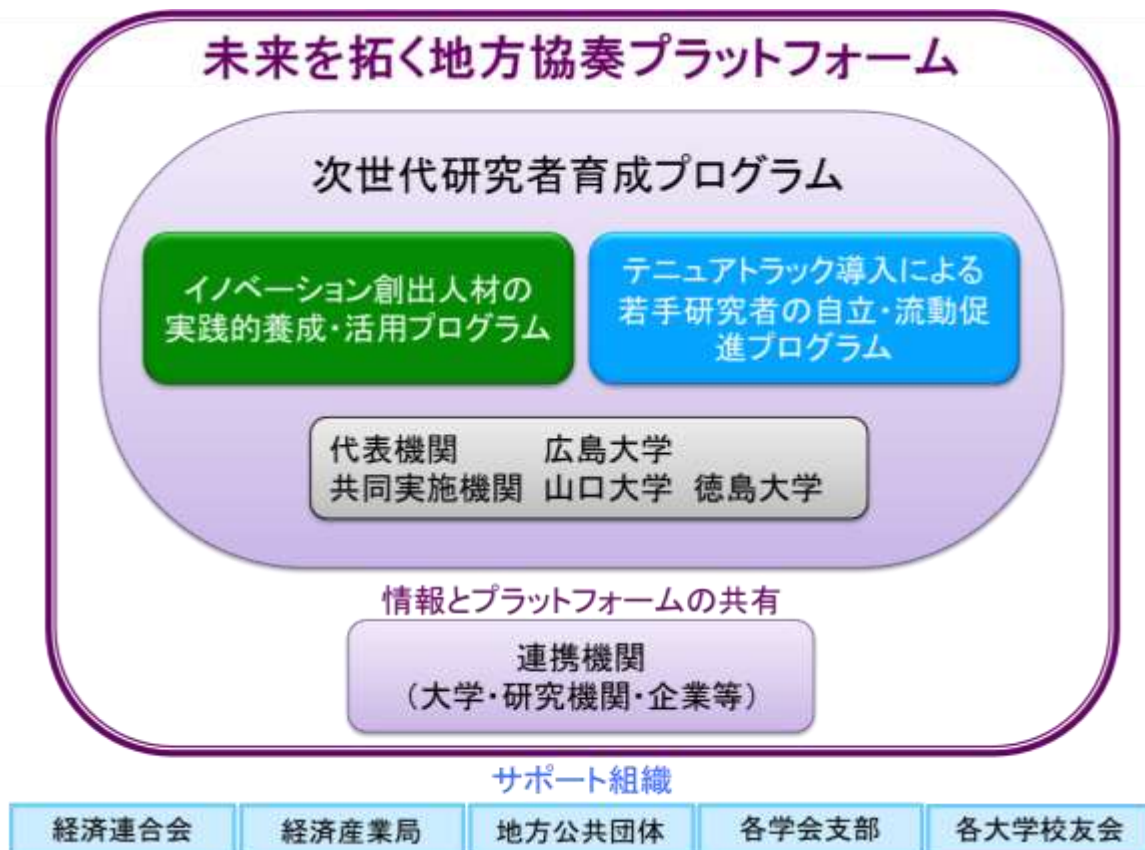 未来を拓く地方協奏プラットフォーム
次世代研究者育成プログラム
イノベーション創出人材の
実践的養成・活用プログラム
テニュアトラック導入による
若手研究者の自立・流動促
進プログラム
代表機関 広島大学
共同実施機関 山口大学 徳島大学
情報とプラットフォームの共有
連携機関
（大学・研究機関・企業等）
サポート組織
経済連合会 経済産業局 地方公共団体 各学会支部 各大学校友会